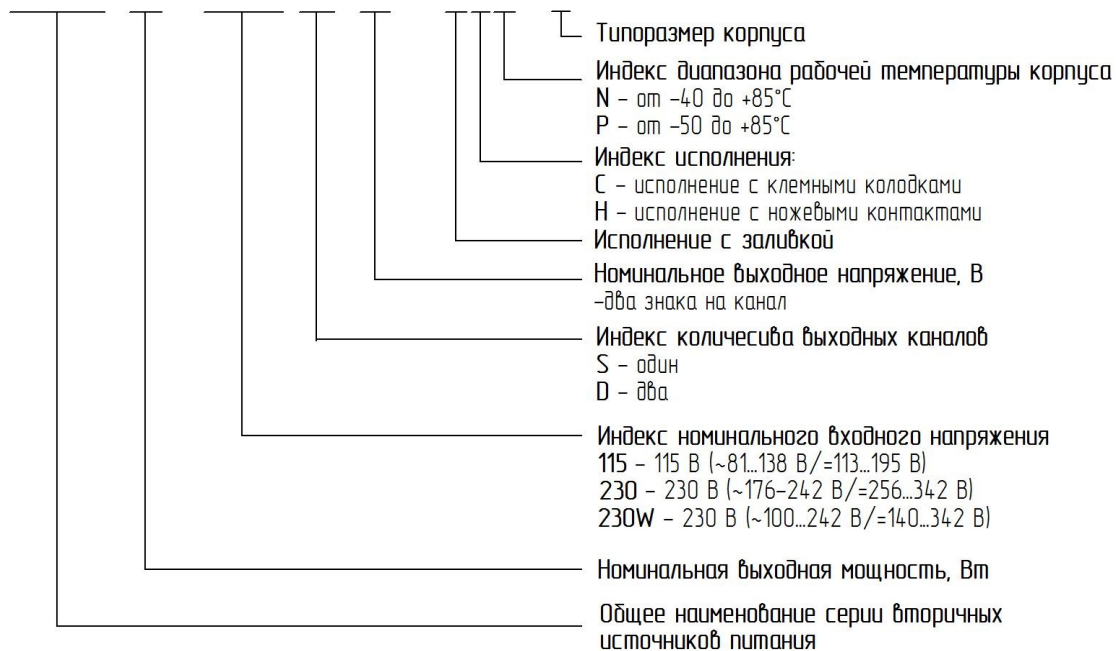 Типоразмер корпуса
Индекс диапазона рабочей температуры корпуса
N – от –40 до +85°С
P – от –50 до +85°С
Индекс исполнения:
C – исполнение с клемными колодками
H – исполнение с ножевыми контактами
Исполнение с заливкой
Номинальное выходное напряжение, В
–два знака на канал
Индекс количесива выходных каналов
S – один
D – два
Индекс номинального входного напряжения
115 – 115 В (~81...138 В/=113...195 В)
230 – 230 В (~176–242 В/=256...342 В)
230W – 230 В (~100...242 В/=140...342 В)
Номинальная выходная мощность, Вт
Общее наименование серии вторичных
источников питания